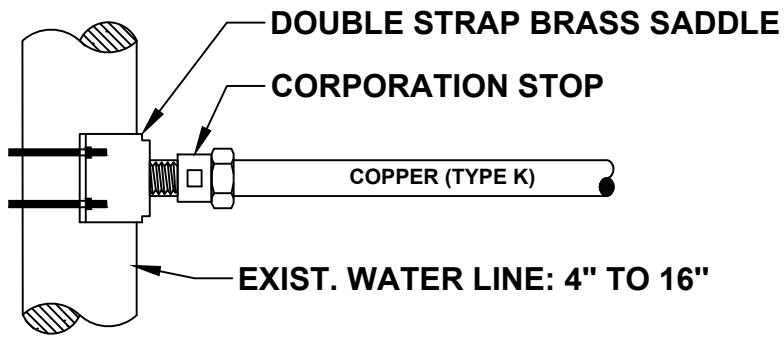 DOUBLE STRAP BRASS SADDLE
CORPORATION STOP
COPPER (TYPE K)
EXIST. WATER LINE: 4" TO 16"